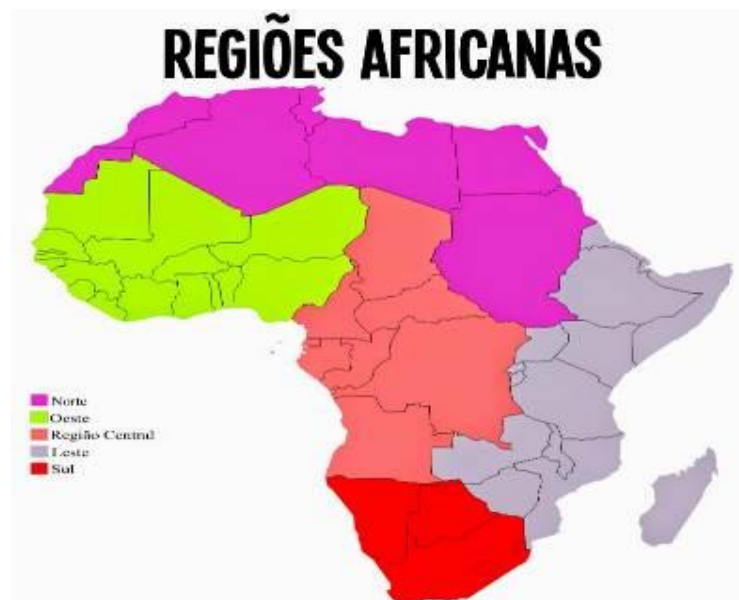 REGIÕES AFRICANAS
Norte
Oeste
Região Central
Leste
Sul